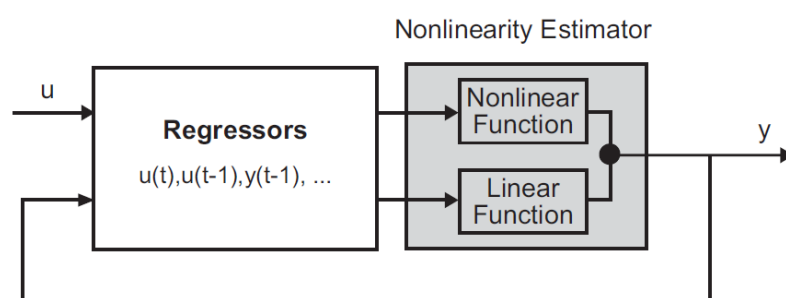 Nonlinearity Estimator
u
Regressors
u(t),u(t-1),y(t-1), ...
Nonlinear
Function
Linear
Function
y